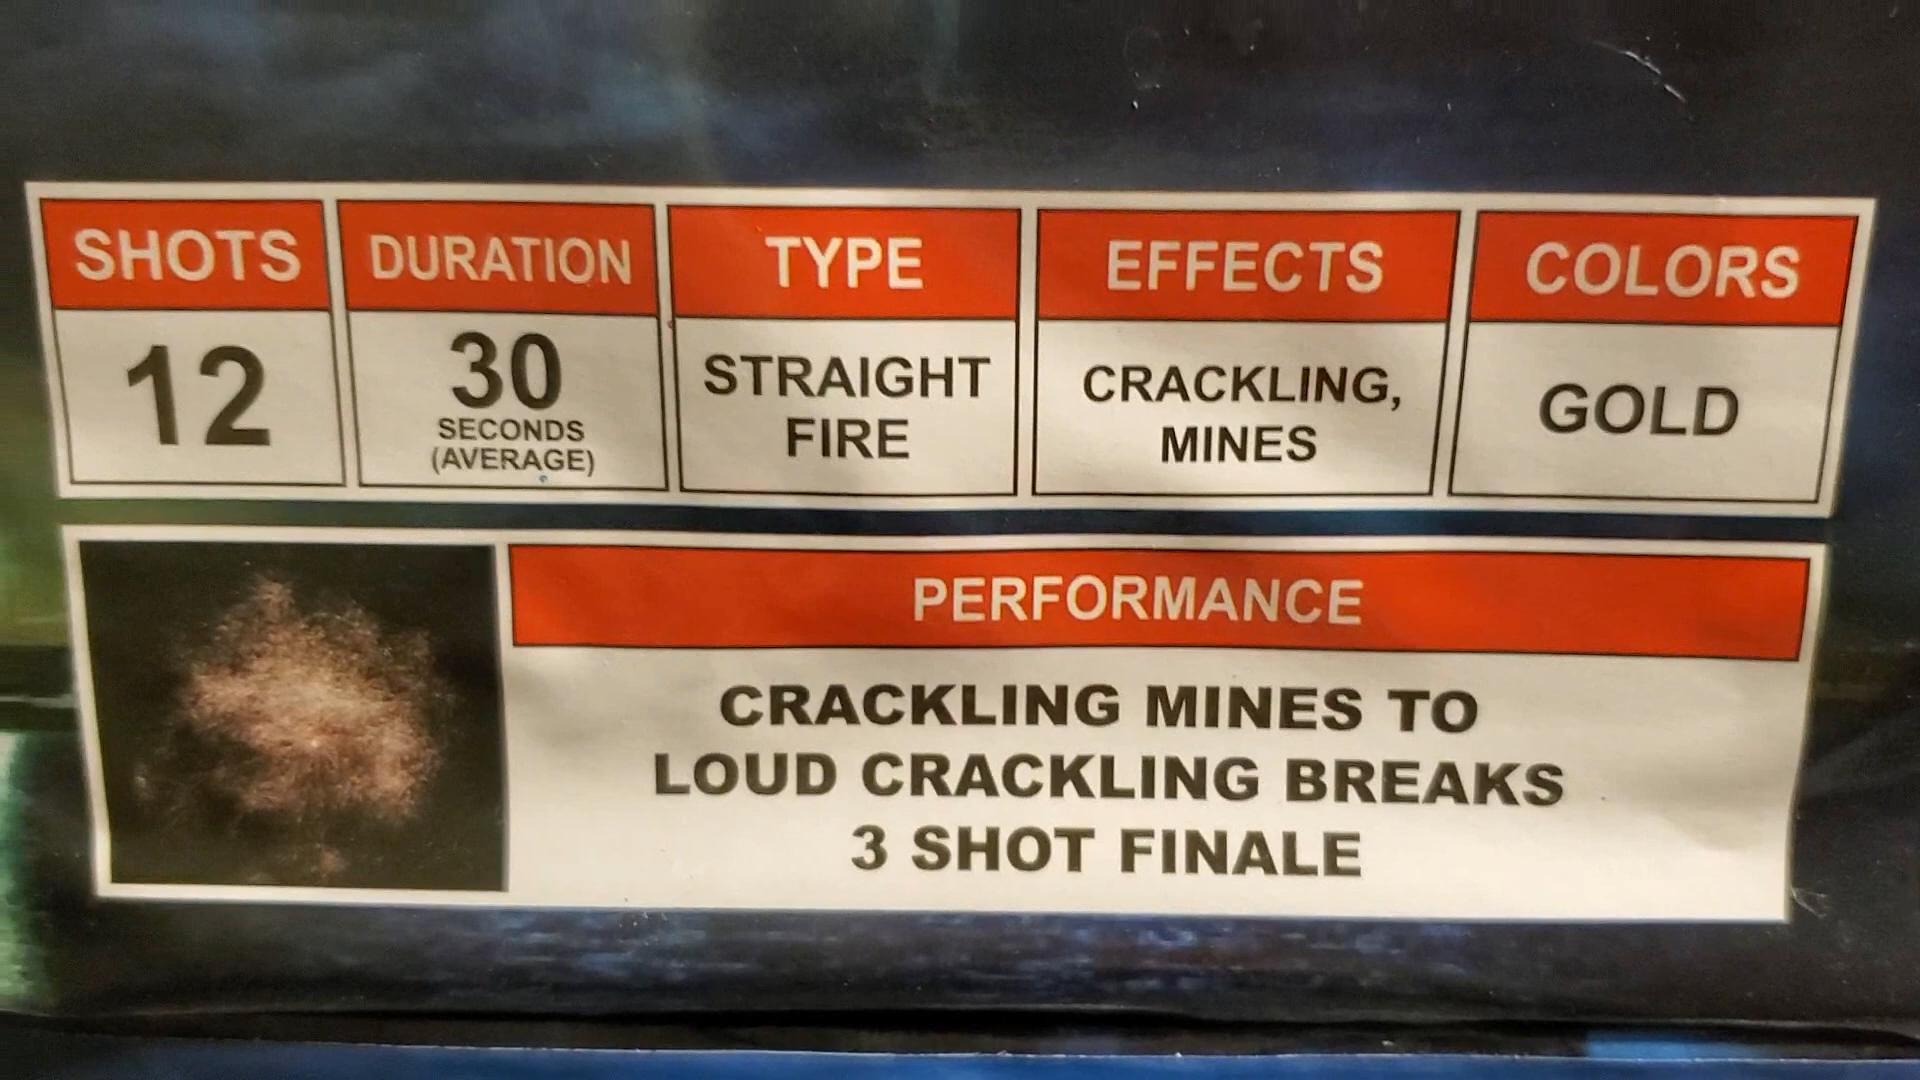 SHOTS
DURATION
TYPE
EFFECTS
COLORS
12
30
SECONDS
(AVERAGE)
STRAIGHT
FIRE
CRACKLING,
MINES
GOLD
PERFORMANCE
CRACKLING MINES TO
LOUD CRACKLING BREAKS
3 SHOT FINALE